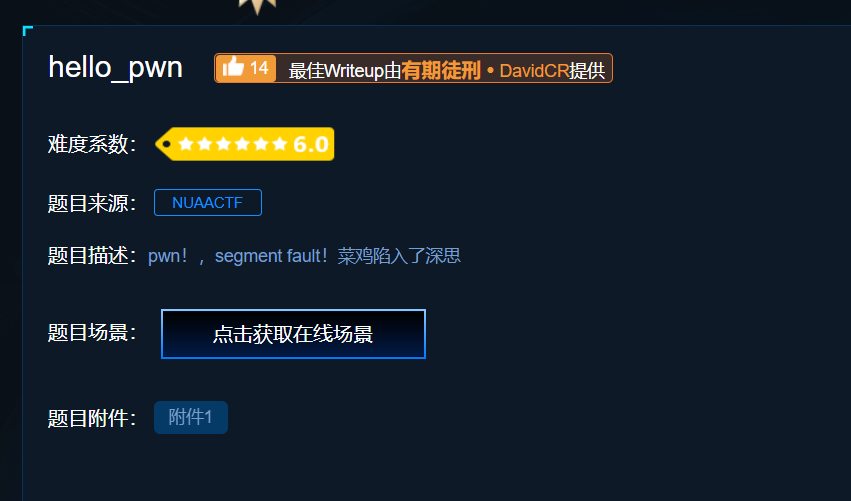 hello_pwn 14 最佳Writeup由有期徒刑 • DavidCR提供
难度系数： 6.0
题目来源： NUAACTF
题目描述：pwn！，segment fault！菜鸡陷入了深思
题目场景： 点击获取在线场景
题目附件： 附件1